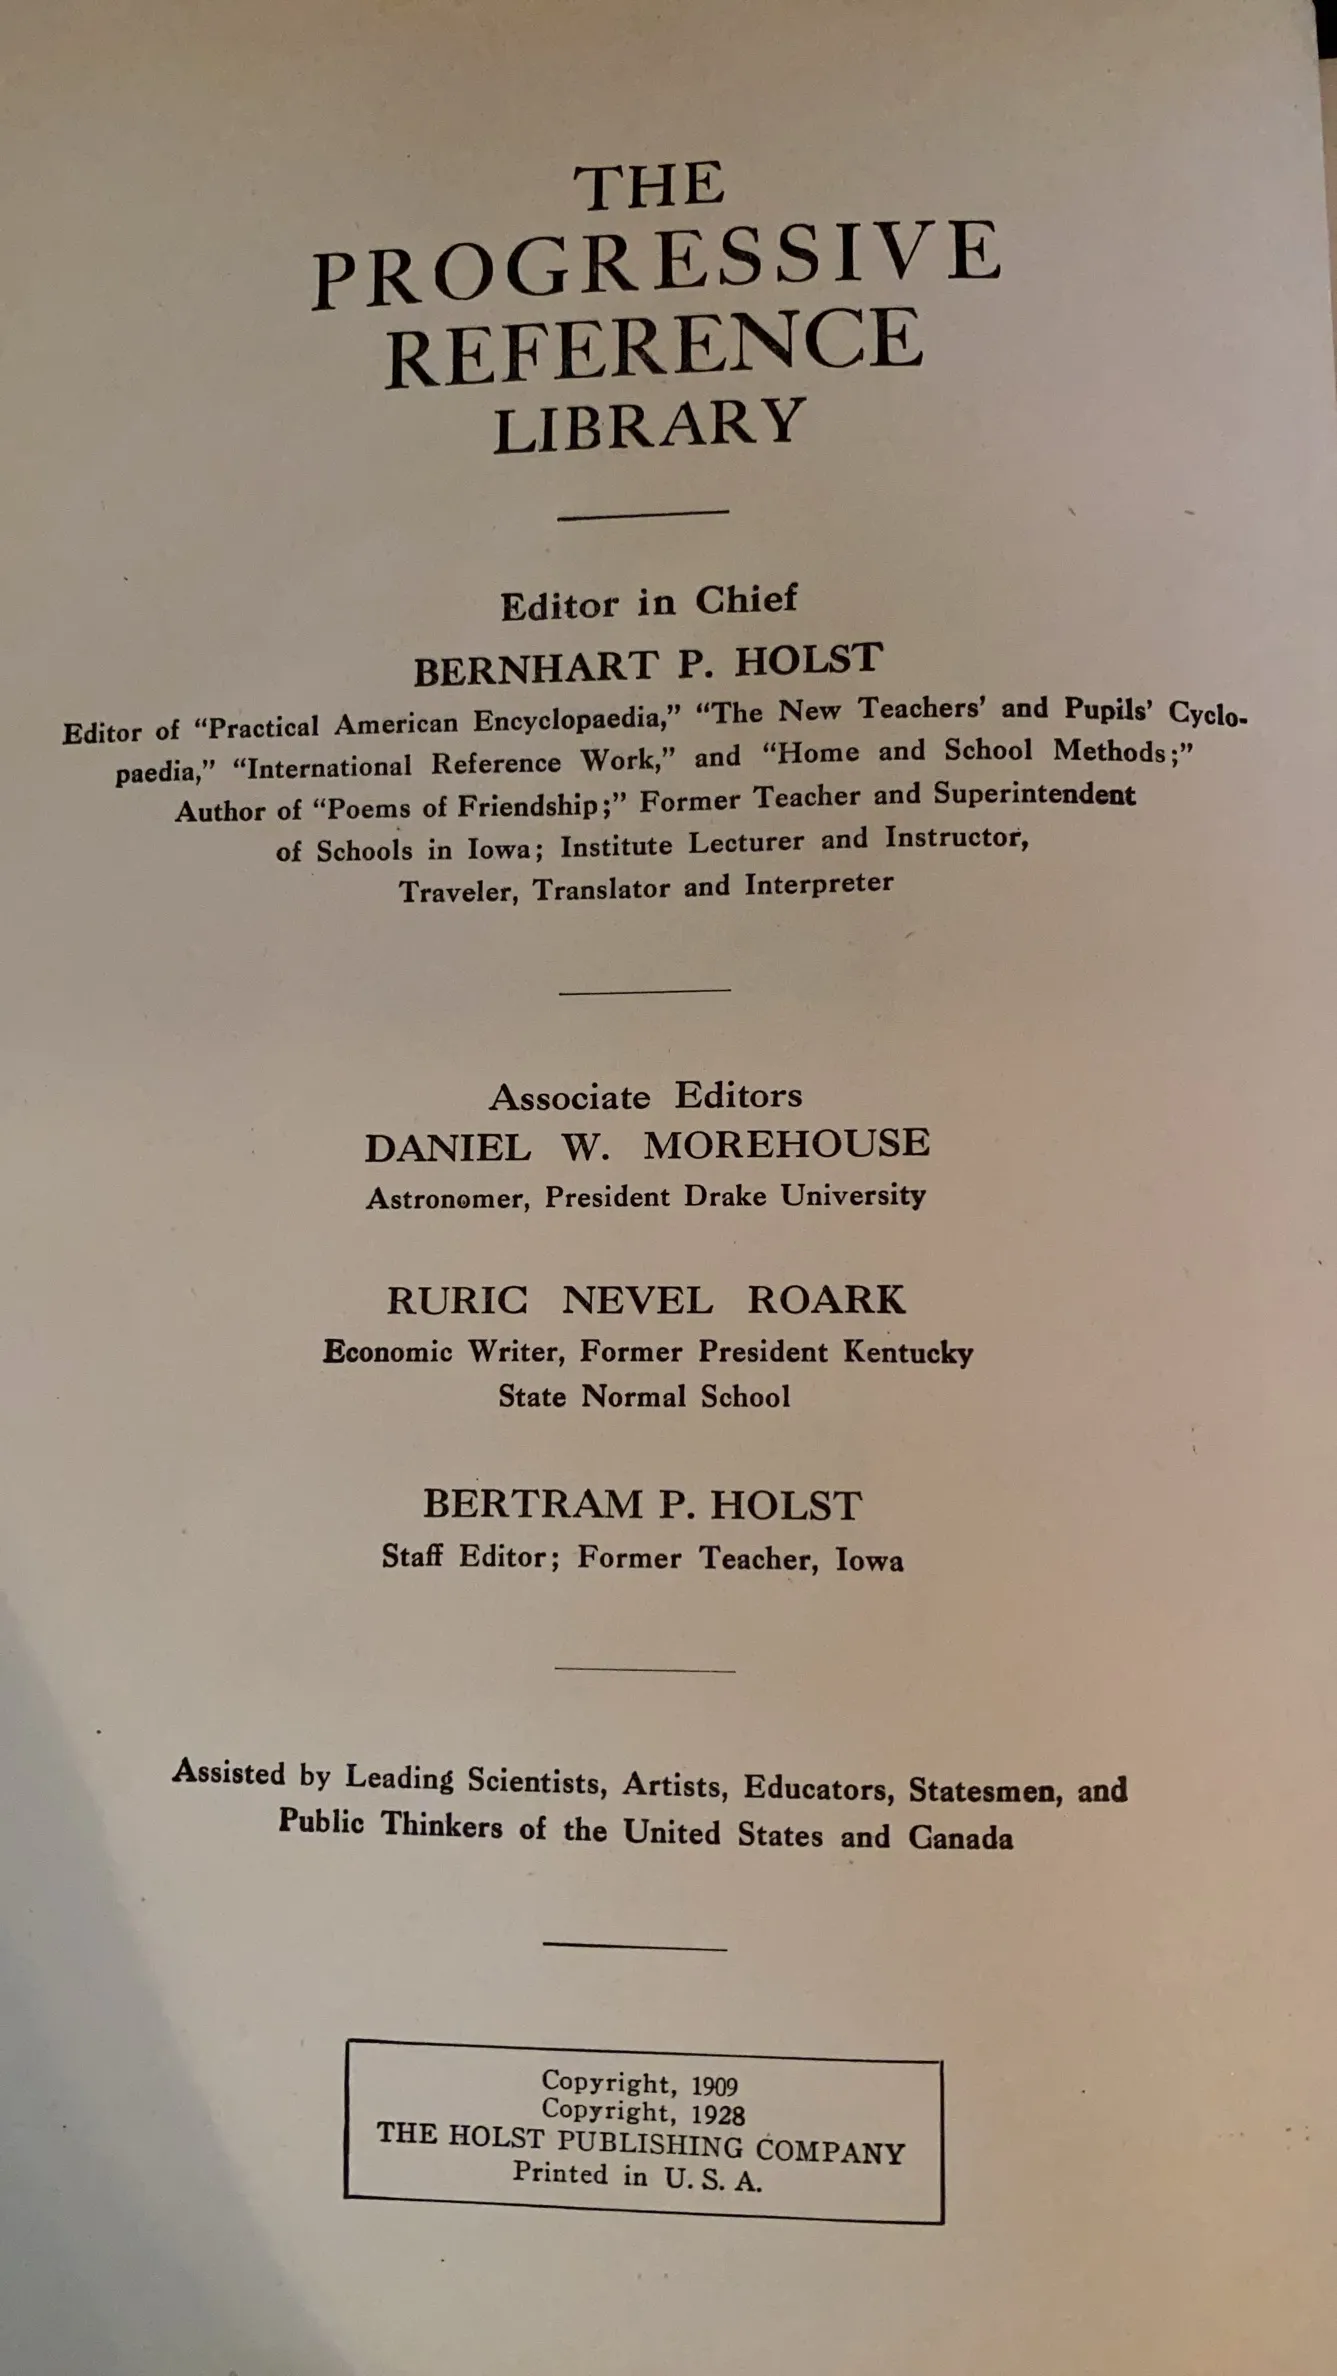 THE
PROGRESSIVE
REFERENCE
LIBRARY
Editor in Chief
BERNHART P. HOLST
Editor of “Practical American Encyclopaedia,” “The New Teachers’ and Pupils’ Cyclo-
paedia,” “International Reference Work,” and “Home and School Methods;”
Author of “Poems of Friendship;” Former Teacher and Superintendent
of Schools in Iowa; Institute Lecturer and Instructor,
Traveler, Translator and Interpreter
Associate Editors
DANIEL W. MOREHOUSE
Astronomer, President Drake University
RURIC NEVEL ROARK
Economic Writer, Former President Kentucky
State Normal School
BERTRAM P. HOLST
Staff Editor; Former Teacher, Iowa
Assisted by Leading Scientists, Artists, Educators, Statesmen, and
Public Thinkers of the United States and Canada
Copyright, 1909
Copyright, 1928
THE HOLST PUBLISHING COMPANY
Printed in U. S. A.